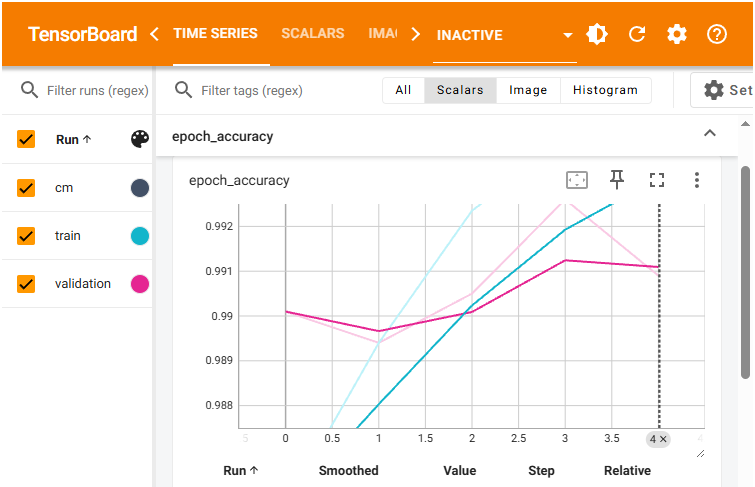 TensorBoard TIME SERIES SCALARS IMA INACTIVE
Filter runs (regex) Filter tags (regex) All Scalars Image Histogram Set
Run
epoch_accuracy
epoch_accuracy
cm
train
validation
0.992
0.991
0.99
0.989
0.988
5 0 0.5 1 1.5 2 2.5 3 3.5 4 × 4
Run Smoothed Value Step Relative